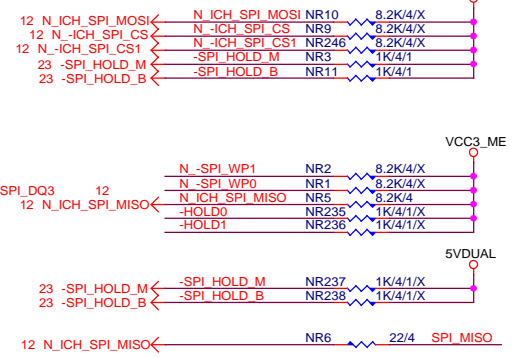 12 N_ICH_SPI_MOSI N_ICH_SPI_MOSI NR10 8.2K/4/X
12 N_-ICH_SPI_CS N_-ICH_SPI_CS NR9 8.2K/4/X
12 N_-ICH_SPI_CS1 N_-ICH_SPI_CS1 NR246 8.2K/4/X
23 -SPI_HOLD_M -SPI_HOLD_M NR3 1K/4/1
23 -SPI_HOLD_B -SPI_HOLD_B NR11 1K/4/1
VCC3_ME
N_-SPI_WP1 NR2 8.2K/4/X
SPI_DQ3 12 N_-SPI_WP0 NR1 8.2K/4/X
12 N_ICH_SPI_MISO N_ICH_SPI_MISO NR5 8.2K/4
-HOLD0 NR235 1K/4/1/X
-HOLD1 NR236 1K/4/1/X
5VDUAL
23 -SPI_HOLD_M -SPI_HOLD_M NR237 1K/4/1/X
23 -SPI_HOLD_B -SPI_HOLD_B NR238 1K/4/1/X
12 N_ICH_SPI_MISO NR6 22/4 SPI_MISO